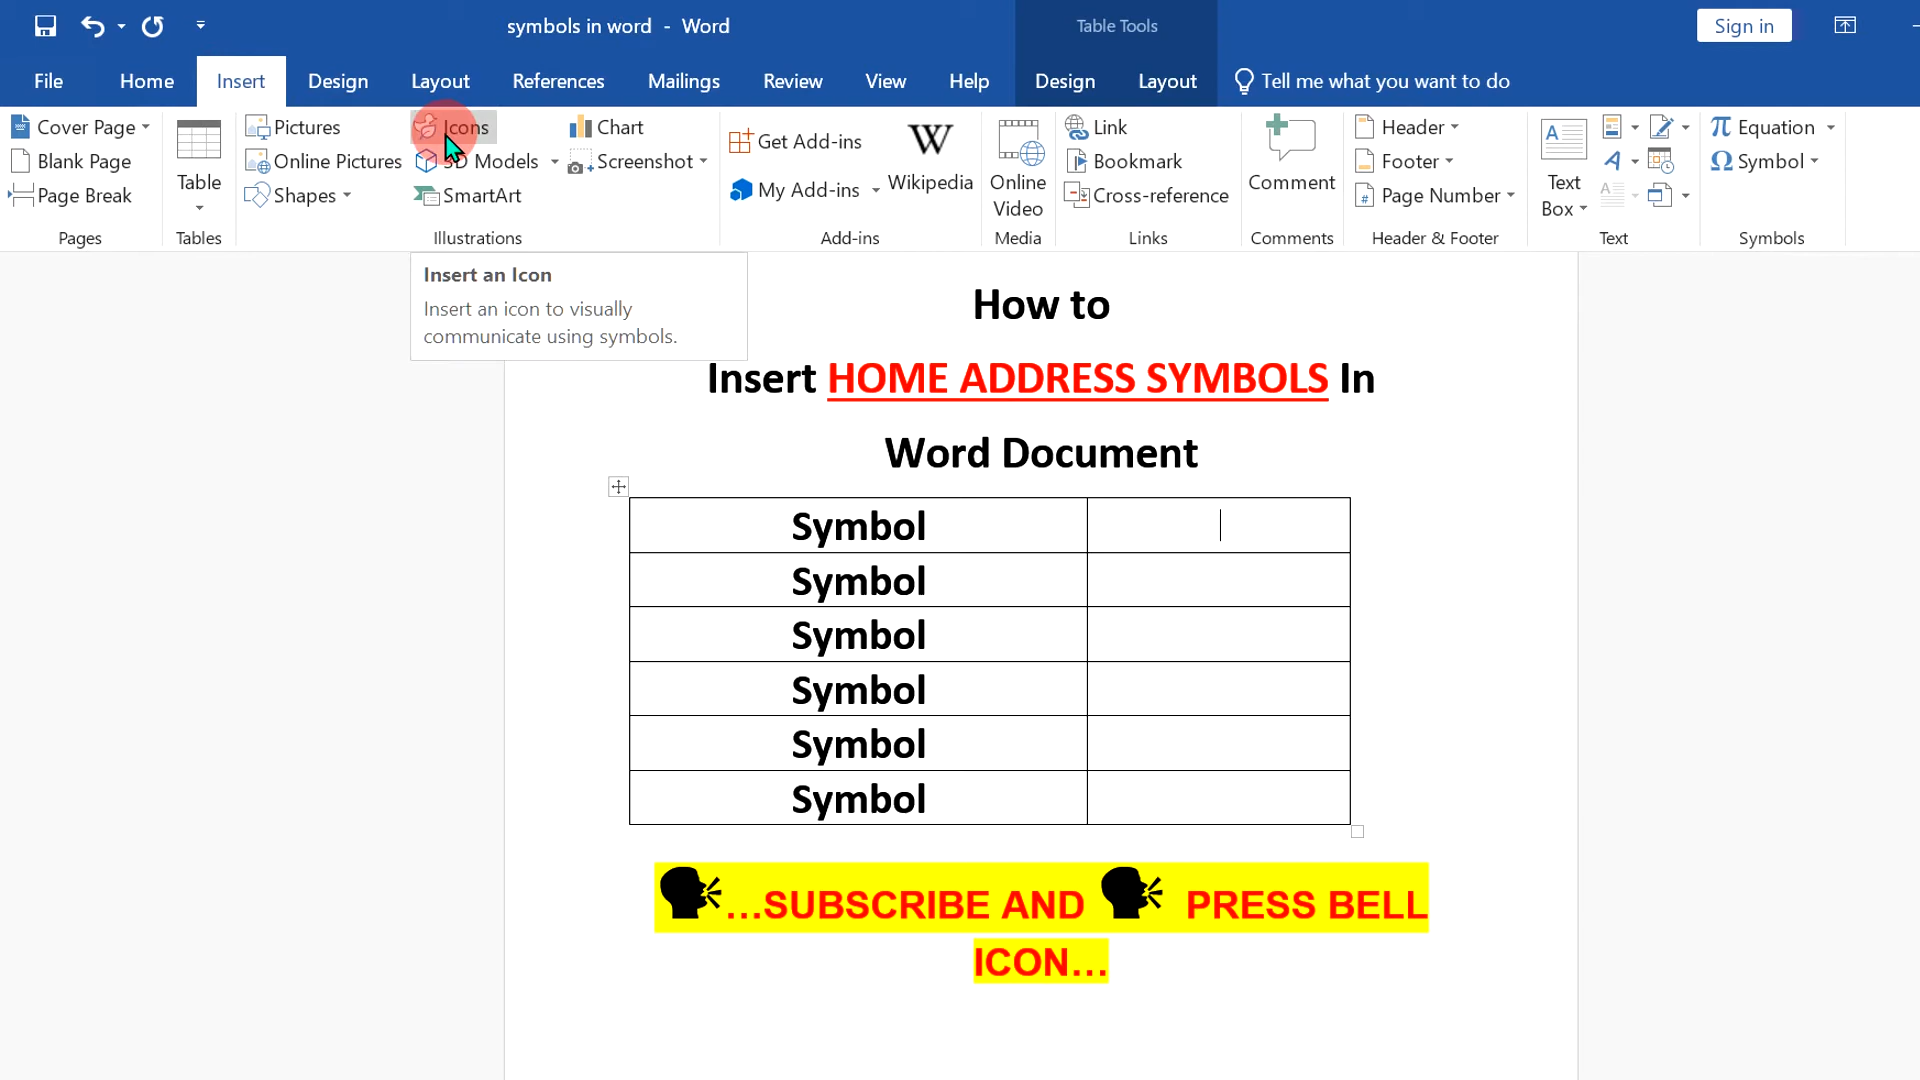 symbols in word - Word
Table Tools
Sign in
File Home Insert Design Layout References Mailings Review View Help Design Layout Tell me what you want to do
Cover Page
Blank Page
Page Break
Pages
Table
Tables
Pictures
Online Pictures
Shapes
Icons
3D Models
SmartArt
Chart
Screenshot
Illustrations
Get Add-ins
My Add-ins
W
Wikipedia
Add-ins
Online
Video
Media
Link
Bookmark
Cross-reference
Links
Comment
Comments
Header
Footer
# Page Number
Header & Footer
A
Text
Box
A
A
Text
π Equation
Ω Symbol
Symbols
Insert an Icon
Insert an icon to visually
communicate using symbols.
How to
Insert HOME ADDRESS SYMBOLS In
Word Document
Symbol
Symbol
Symbol
Symbol
Symbol
Symbol
...SUBSCRIBE AND PRESS BELL
ICON...